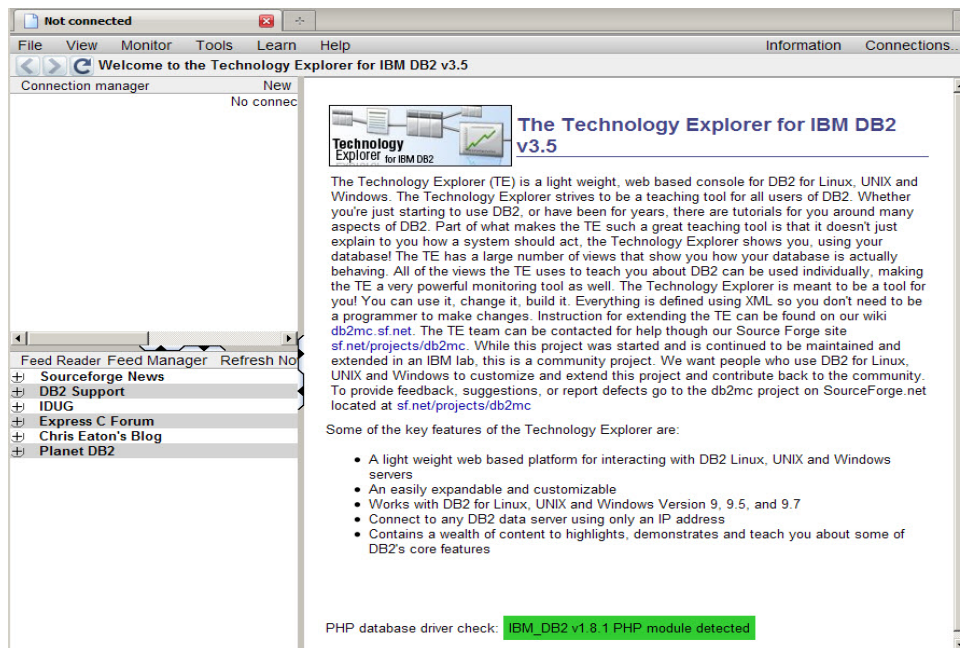 Not connected
File View Monitor Tools Learn Help Information Connections...
Welcome to the Technology Explorer for IBM DB2 v3.5
Connection manager New
No connec
Feed Reader Feed Manager Refresh No
Sourceforge News
DB2 Support
IDUG
Express C Forum
Chris Eaton's Blog
Planet DB2
Technology
Explorer for IBM DB2
The Technology Explorer for IBM DB2
v3.5
The Technology Explorer (TE) is a light weight, web based console for DB2 for Linux, UNIX and
Windows. The Technology Explorer strives to be a teaching tool for all users of DB2. Whether
you're just starting to use DB2, or have been for years, there are tutorials for you around many
aspects of DB2. Part of what makes the TE such a great teaching tool is that it doesn't just
explain to you how a system should act, the Technology Explorer shows you, using your
database! The TE has a large number of views that show you how your database is actually
behaving. All of the views the TE uses to teach you about DB2 can be used individually, making
the TE a very powerful monitoring tool as well. The Technology Explorer is meant to be a tool for
you! You can use it, change it, build it. Everything is defined using XML so you don't need to be
a programmer to make changes. Instruction for extending the TE can be found on our wiki
db2mc.sf.net. The TE team can be contacted for help though our Source Forge site
sf.net/projects/db2mc. While this project was started and is continued to be maintained and
extended in an IBM lab, this is a community project. We want people who use DB2 for Linux,
UNIX and Windows to customize and extend this project and contribute back to the community.
To provide feedback, suggestions, or report defects go to the db2mc project on SourceForge.net
located at sf.net/projects/db2mc
Some of the key features of the Technology Explorer are:
• A light weight web based platform for interacting with DB2 Linux, UNIX and Windows
servers
• An easily expandable and customizable
• Works with DB2 for Linux, UNIX and Windows Version 9, 9.5, and 9.7
• Connect to any DB2 data server using only an IP address
• Contains a wealth of content to highlights, demonstrates and teach you about some of
DB2's core features
PHP database driver check: IBM_DB2 v1.8.1 PHP module detected